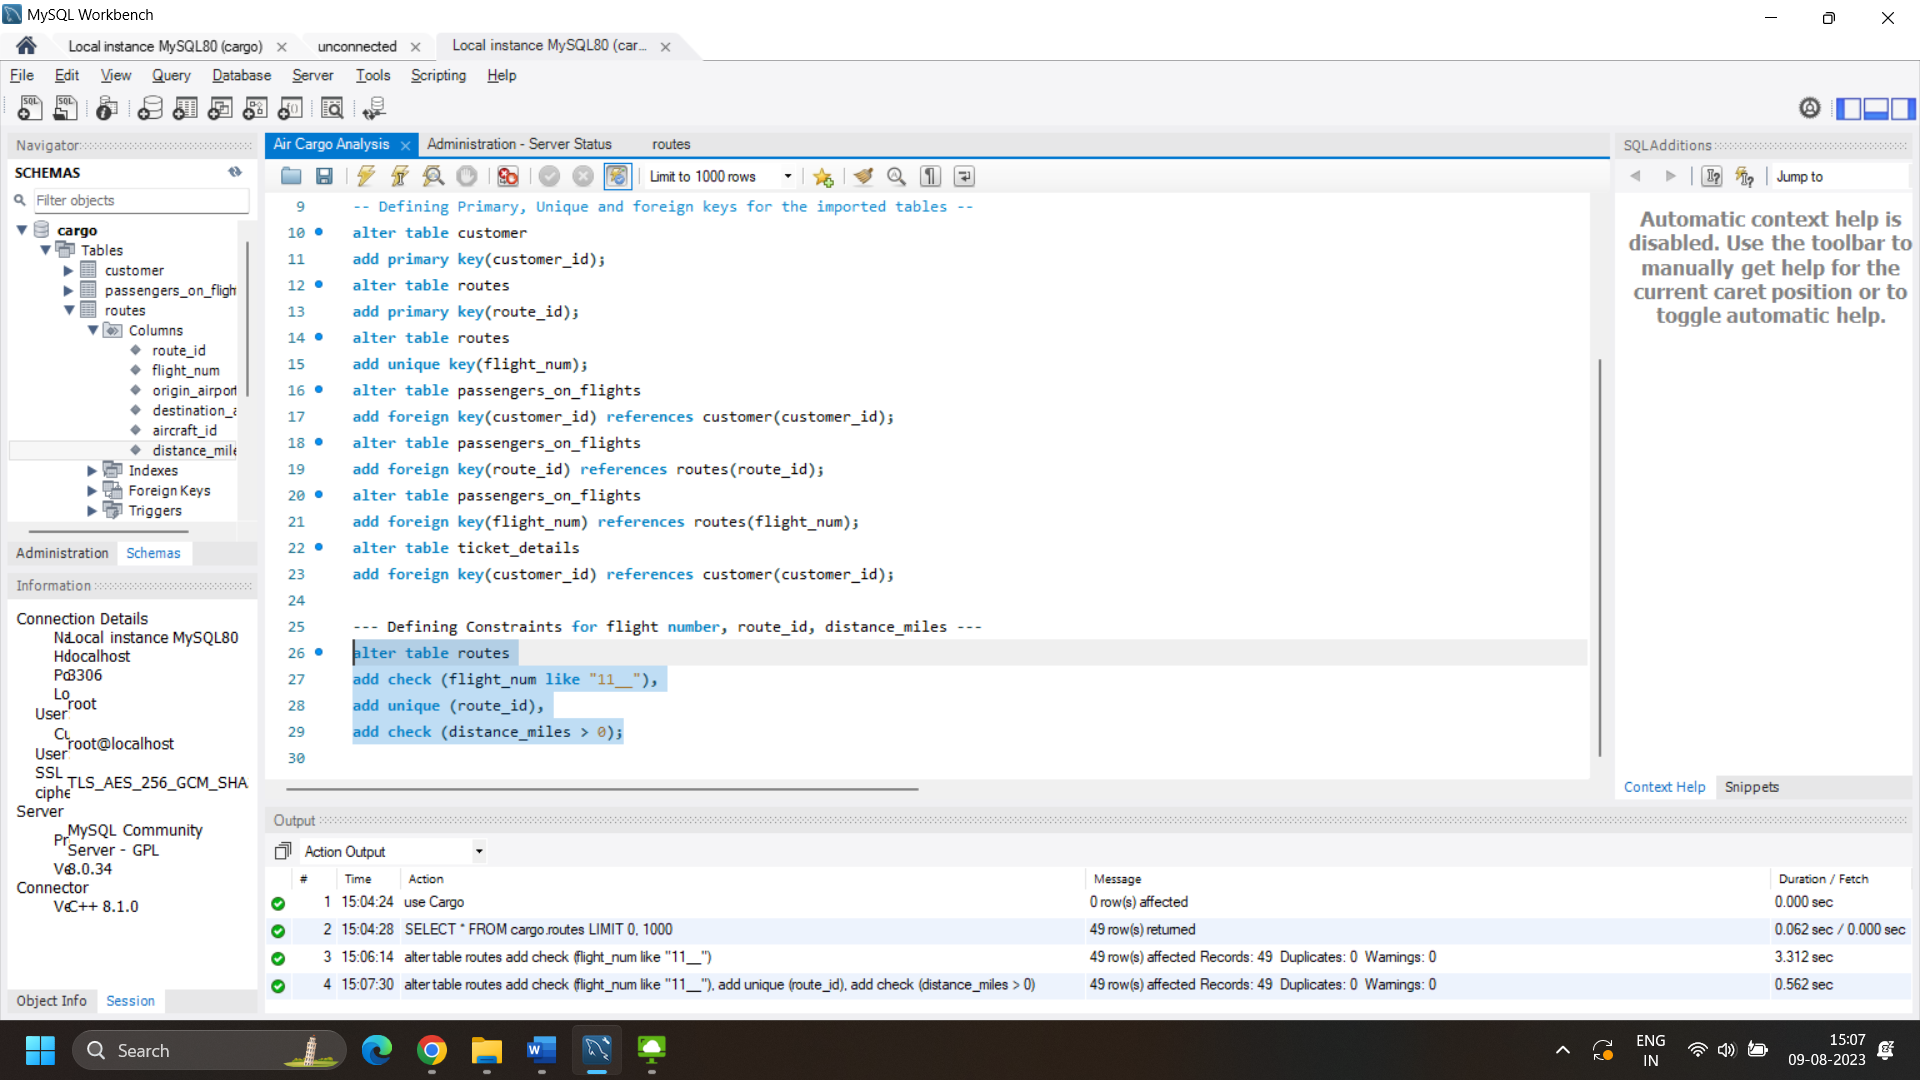 MySQL Workbench
Local instance MySQL80 (cargo)
unconnected
Local instance MySQL80 (car...
File Edit View Query Database Server Tools Scripting Help
Navigator
SCHEMAS
Filter objects
cargo
Tables
customer
passengers_on_fligh
routes
Columns
route_id
flight_num
origin_airport
destination_a
aircraft_id
distance_mile
Indexes
Foreign Keys
Triggers
Administration Schemas
Information
Connection Details
Local instance MySQL80
localhost
3306
Lo
root
User
Cu
root@localhost
User
SSL
TLS_AES_256_GCM_SHA
ciphe
Server
MySQL Community
Pr
Server - GPL
8.0.34
Connector
C++ 8.1.0
Object Info Session
Air Cargo Analysis Administration - Server Status routes
Limit to 1000 rows
9 -- Defining Primary, Unique and foreign keys for the imported tables --
10 alter table customer
11 add primary key(customer_id);
12 alter table routes
13 add primary key(route_id);
14 alter table routes
15 add unique key(flight_num);
16 alter table passengers_on_flights
17 add foreign key(customer_id) references customer(customer_id);
18 alter table passengers_on_flights
19 add foreign key(route_id) references routes(route_id);
20 alter table passengers_on_flights
21 add foreign key(flight_num) references routes(flight_num);
22 alter table ticket_details
23 add foreign key(customer_id) references customer(customer_id);
24
25 --- Defining Constraints for flight number, route_id, distance_miles ---
26 alter table routes
27 add check (flight_num like "11__"),
28 add unique (route_id),
29 add check (distance_miles > 0);
30
SQLAdditions
Jump to
Automatic context help is
disabled. Use the toolbar to
manually get help for the
current caret position or to
toggle automatic help.
Context Help Snippets
Output
Action Output
# Time Action Message Duration / Fetch
1 15:04:24 use Cargo 0 row(s) affected 0.000 sec
2 15:04:28 SELECT * FROM cargo.routes LIMIT 0, 1000 49 row(s) returned 0.062 sec / 0.000 sec
3 15:06:14 alter table routes add check (flight_num like "11__") 49 row(s) affected Records: 49 Duplicates: 0 Warnings: 0 3.312 sec
4 15:07:30 alter table routes add check (flight_num like "11__"), add unique (route_id), add check (distance_miles > 0) 49 row(s) affected Records: 49 Duplicates: 0 Warnings: 0 0.562 sec
Search
ENG
IN
15:07
09-08-2023